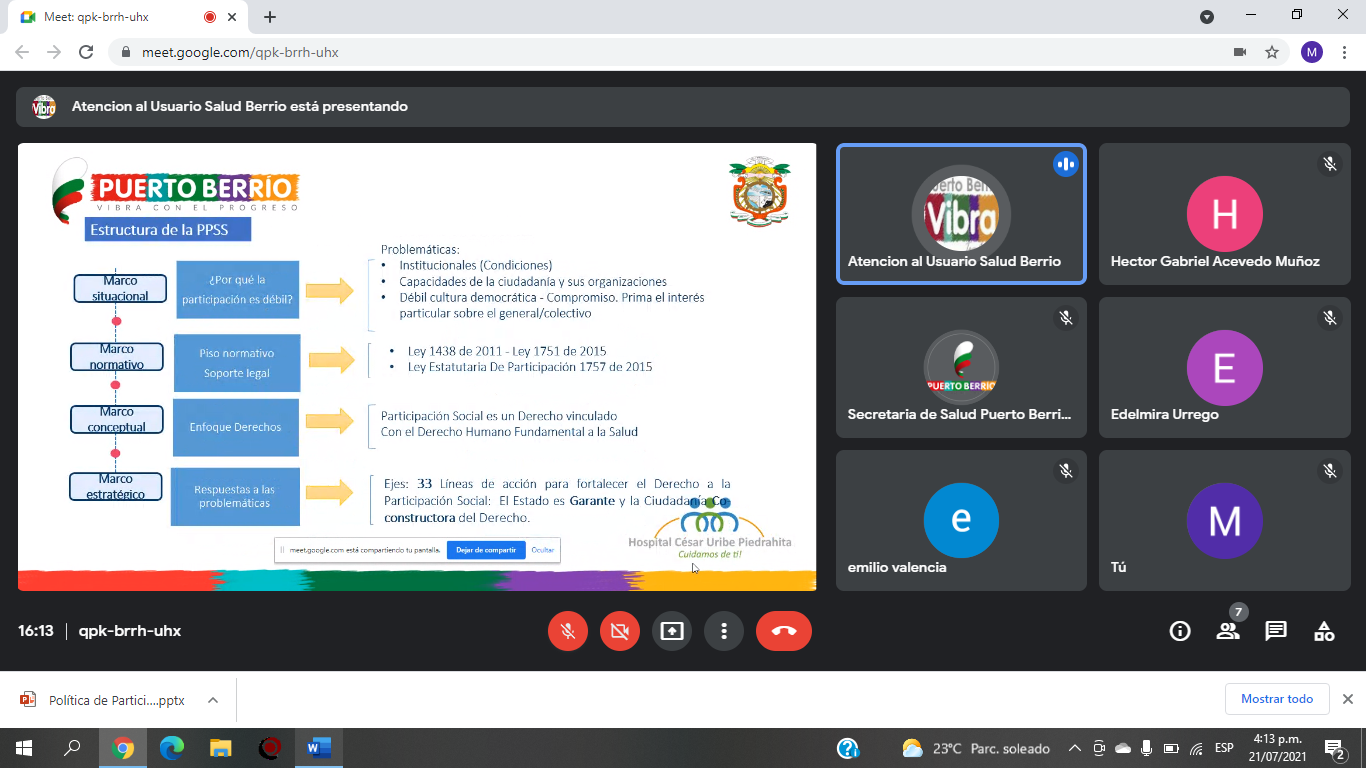 Meet: qpk-brrh-uhx
meet.google.com/qpk-brrh-uhx
M
Vibra
Atencion al Usuario Salud Berrio está presentando
PUERTO BERRIO
VIBRA CON EL PROGRESO
Estructura de la PPSS
Marco
situacional
¿Por qué la
participación es débil?
Problemáticas:
• Institucionales (Condiciones)
• Capacidades de la ciudadanía y sus organizaciones
• Débil cultura democrática - Compromiso. Prima el interés
particular sobre el general/colectivo
Marco
normativo
Piso normativo
Soporte legal
• Ley 1438 de 2011 - Ley 1751 de 2015
• Ley Estatutaria De Participación 1757 de 2015
Marco
conceptual
Enfoque Derechos
Participación Social es un Derecho vinculado
Con el Derecho Humano Fundamental a la Salud
Marco
estratégico
Respuestas a las
problemáticas
Ejes: 33 Líneas de acción para fortalecer el Derecho a la
Participación Social: El Estado es Garante y la Ciudadanía Co-
constructora del Derecho.
Hospital César Uribe Piedrahita
Cuidamos de ti!
meet.google.com está compartiendo tu pantalla.
Dejar de compartir
Ocultar
Vibra
Atencion al Usuario Salud Berrio
H
Hector Gabriel Acevedo Muñoz
PUERTO BERRIO
Secretaria de Salud Puerto Berri...
E
Edelmira Urrego
e
emilio valencia
M
Tú
16:13 | qpk-brrh-uhx
7
Política de Partici....pptx
Mostrar todo
23°C Parc. soleado
ESP
4:13 p.m.
21/07/2021
2